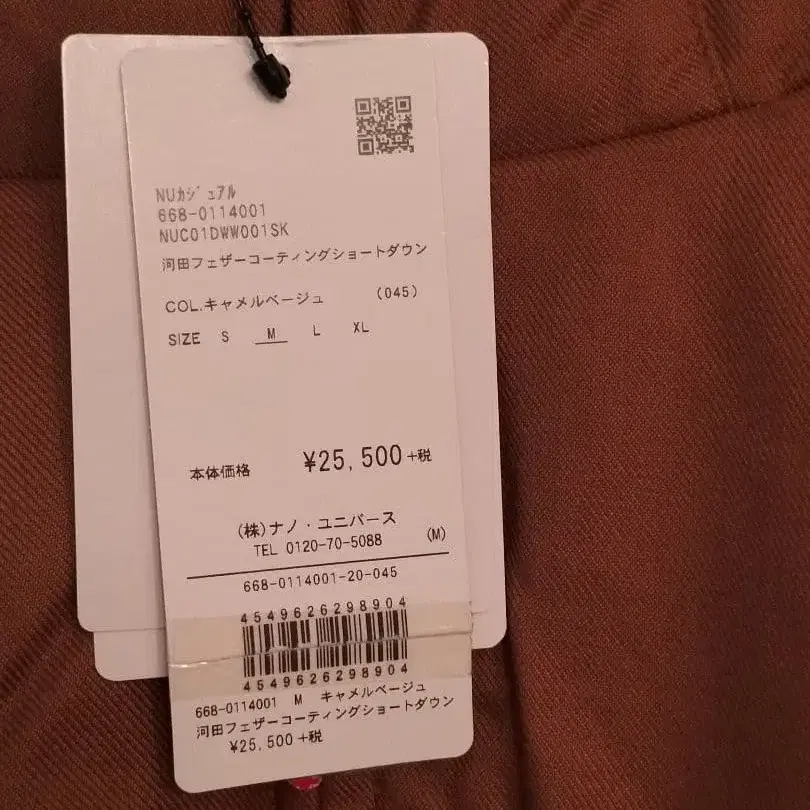 NUｶｼﾞｭｱﾙ
668-0114001
NUC01DWW001SK
河田フェザーコーティングショートダウン
COL.キャメルベージュ (045)
SIZE S M L XL
本体価格 ¥25,500+税
(株)ナノ・ユニバース
TEL 0120-70-5088 (M)
668-0114001-20-045
4549626298904
4549626298904
668-0114001 M キャメルベージュ
河田フェザーコーティングショートダウン
¥25,500+税